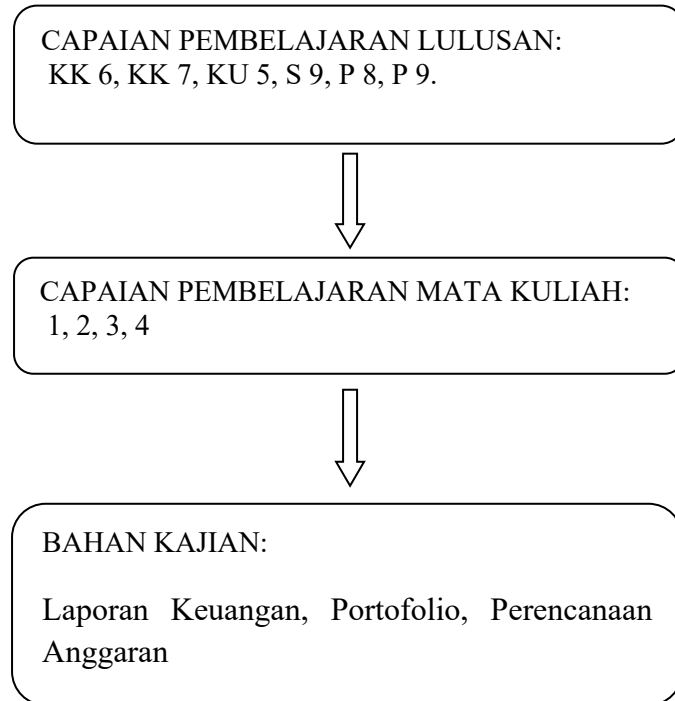 CAPAIAN PEMBELAJARAN LULUSAN:
KK 6, KK 7, KU 5, S 9, P 8, P 9.
CAPAIAN PEMBELAJARAN MATA KULIAH:
1, 2, 3, 4
BAHAN KAJIAN:
Laporan Keuangan, Portofolio, Perencanaan
Anggaran